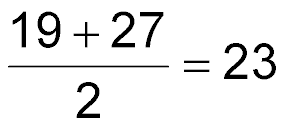 19 + 27
2
= 23